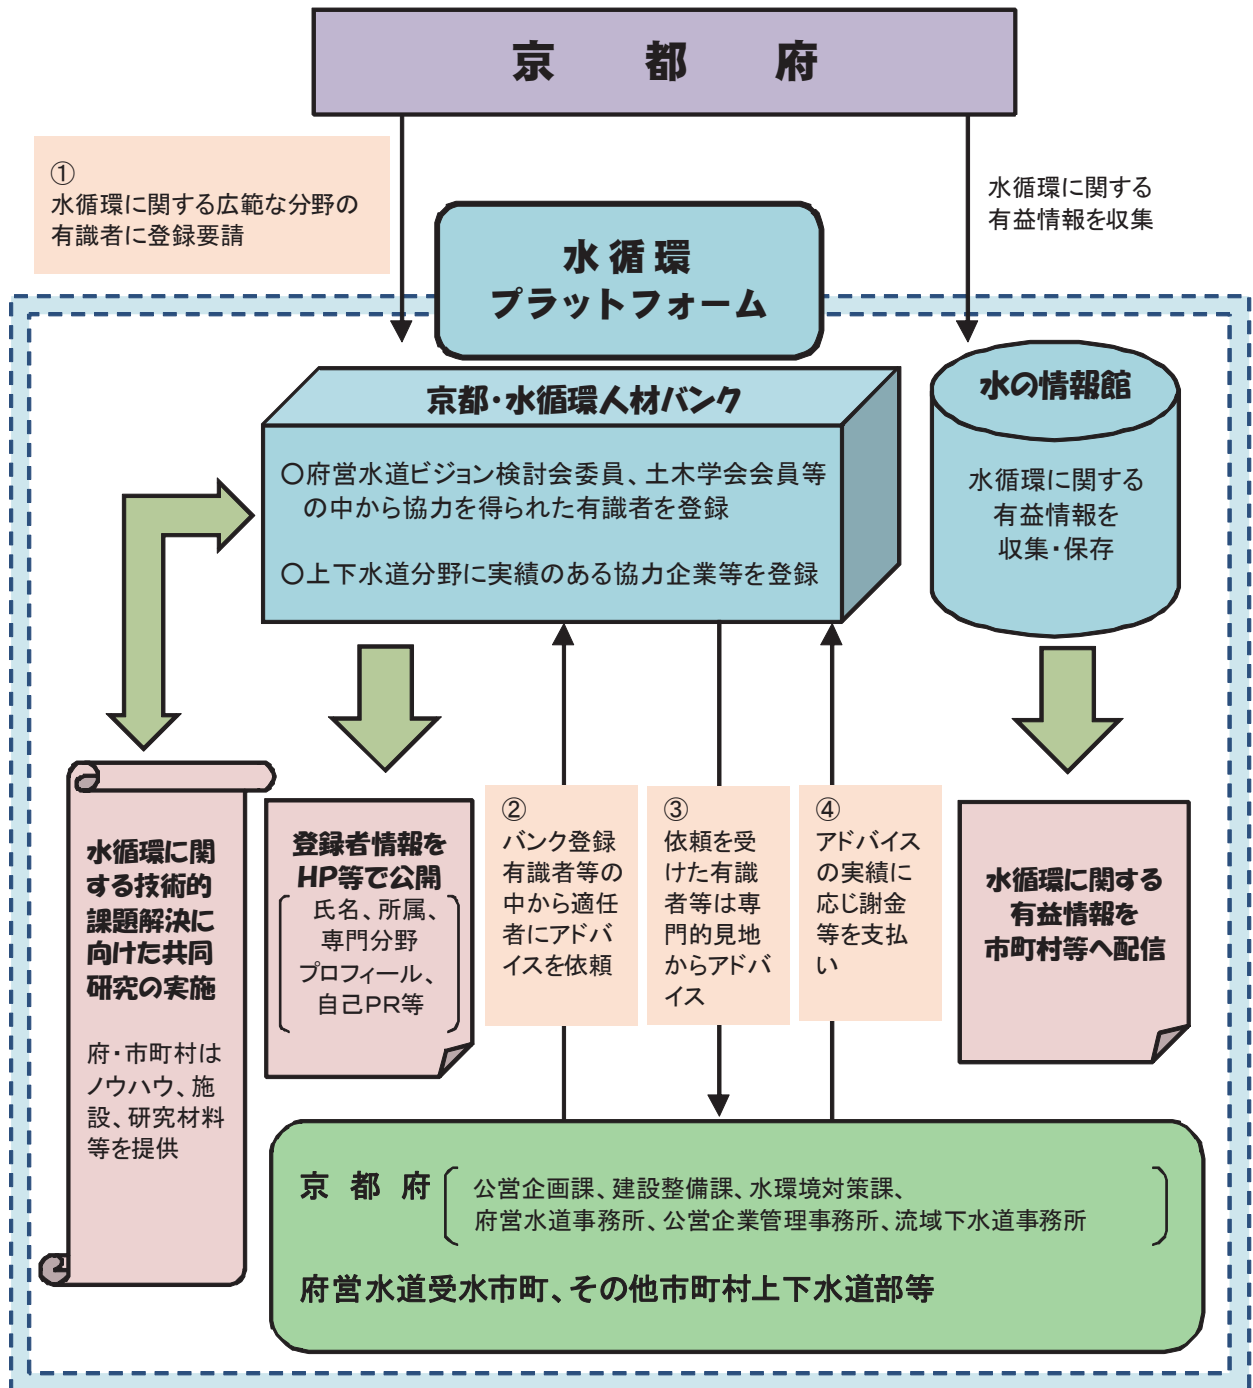 京都府
①
水循環に関する広範な分野の
有識者に登録要請
水循環に関する
有益情報を収集
水循環
プラットフォーム
京都・水循環人材バンク
○府営水道ビジョン検討会委員、土木学会会員等
の中から協力を得られた有識者を登録
○上下水道分野に実績のある協力企業等を登録
水の情報館
水循環に関する
有益情報を
収集・保存
水循環に関
する技術的
課題解決に
向けた共同
研究の実施
府・市町村は
ノウハウ、施
設、研究材料
等を提供
登録者情報を
HP等で公開
氏名、所属、
専門分野
プロフィール、
自己PR等
②
バンク登録
有識者等の
中から適任
者にアドバ
イスを依頼
③
依頼を受
けた有識
者等は専
門的見地
からアドバ
イス
④
アドバイス
の実績に
応じ謝金
等を支払
い
水循環に関する
有益情報を
市町村等へ配信
京都府
公営企画課、建設整備課、水環境対策課、
府営水道事務所、公営企業管理事務所、流域下水道事務所
府営水道受水市町、その他市町村上下水道部等